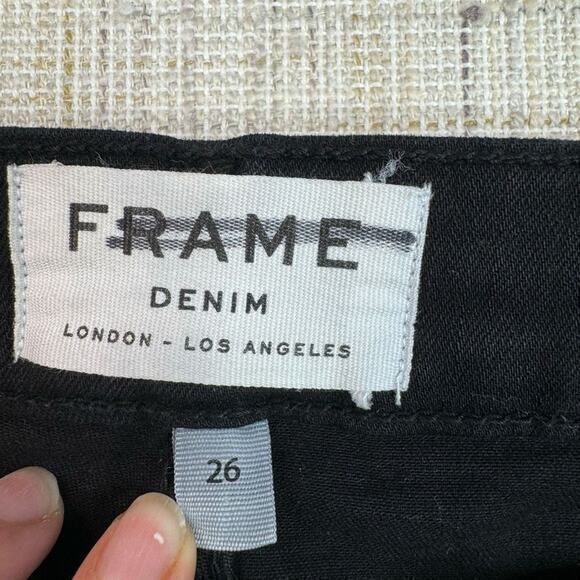 FRAME
DENIM
LONDON - LOS ANGELES
26